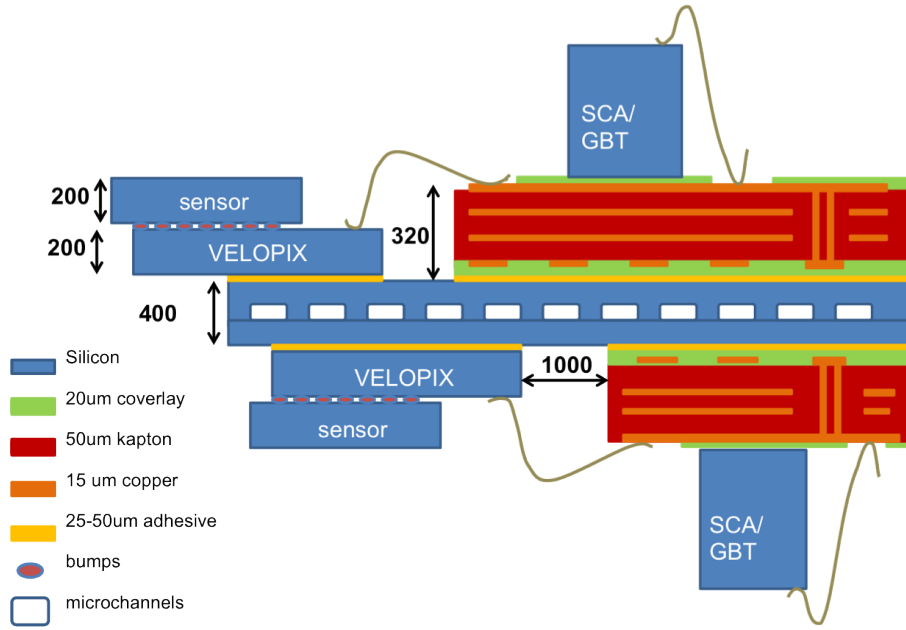 SCA/
GBT
200
sensor
200
VELOPIX
320
400
Silicon
VELOPIX
1000
20um coverlay
sensor
50um kapton
15 um copper
25-50um adhesive
SCA/
GBT
bumps
microchannels